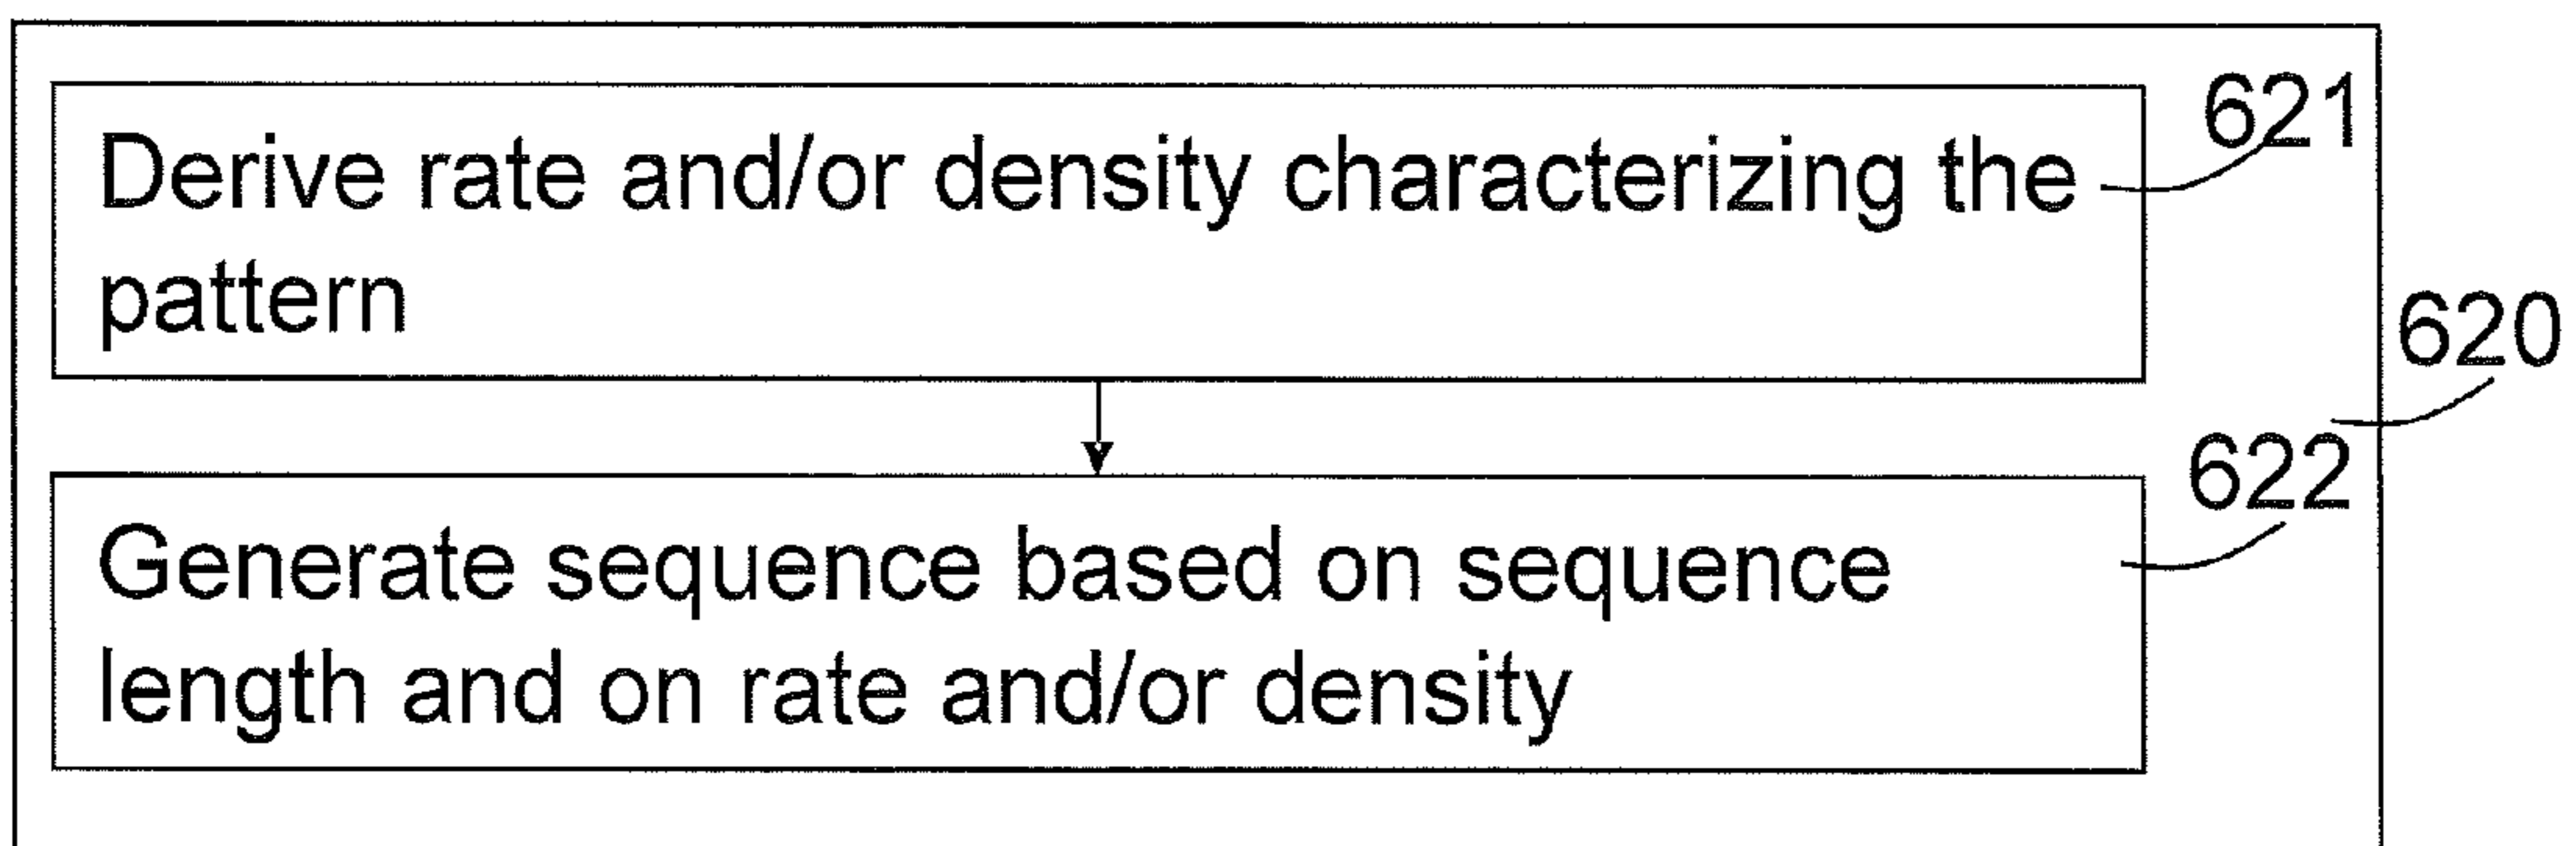 621
Derive rate and/or density characterizing the
pattern
620
622
Generate sequence based on sequence
length and on rate and/or density